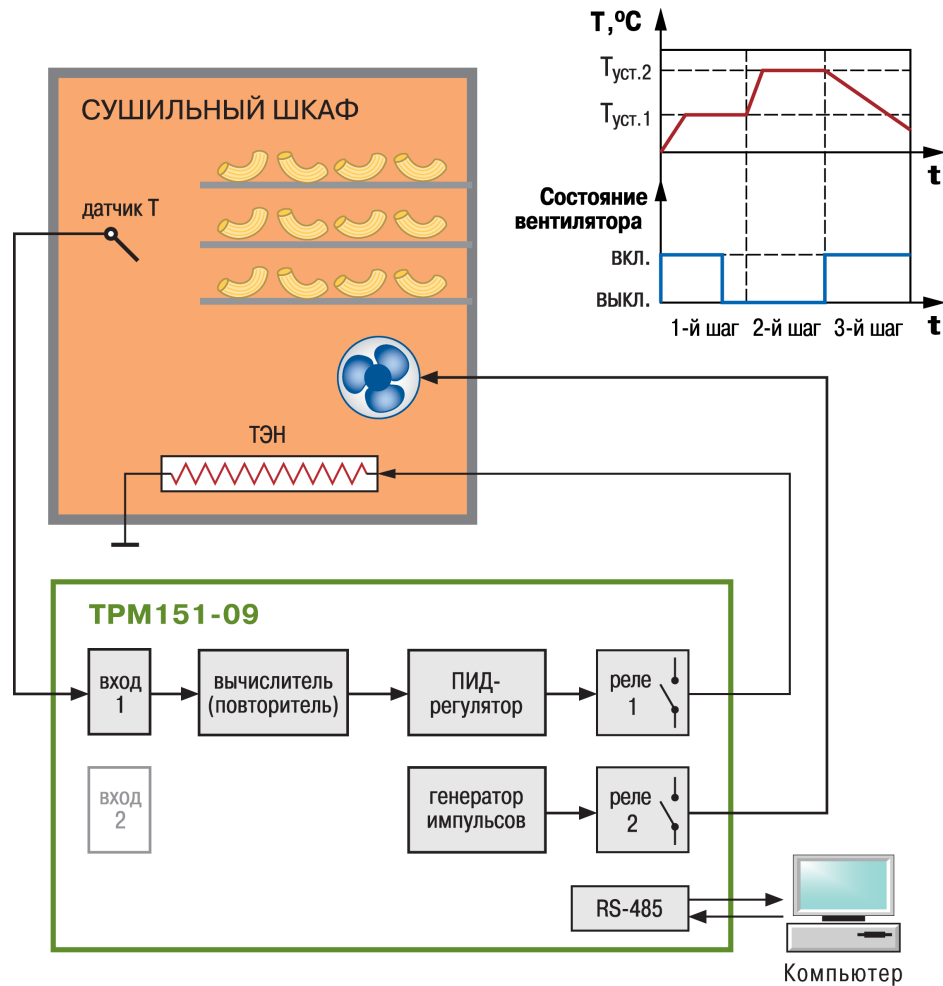 T,ºC
Tуст.2
Tуст.1
t
Состояние
вентилятора
ВКЛ.
ВЫКЛ.
t
1-й шаг 2-й шаг 3-й шаг
СУШИЛЬНЫЙ ШКАФ
датчик Т
ТЭН
ТРМ151-09
вход
1
вычислитель
(повторитель)
ПИД-
регулятор
реле
1
вход
2
генератор
импульсов
реле
2
RS-485
Компьютер